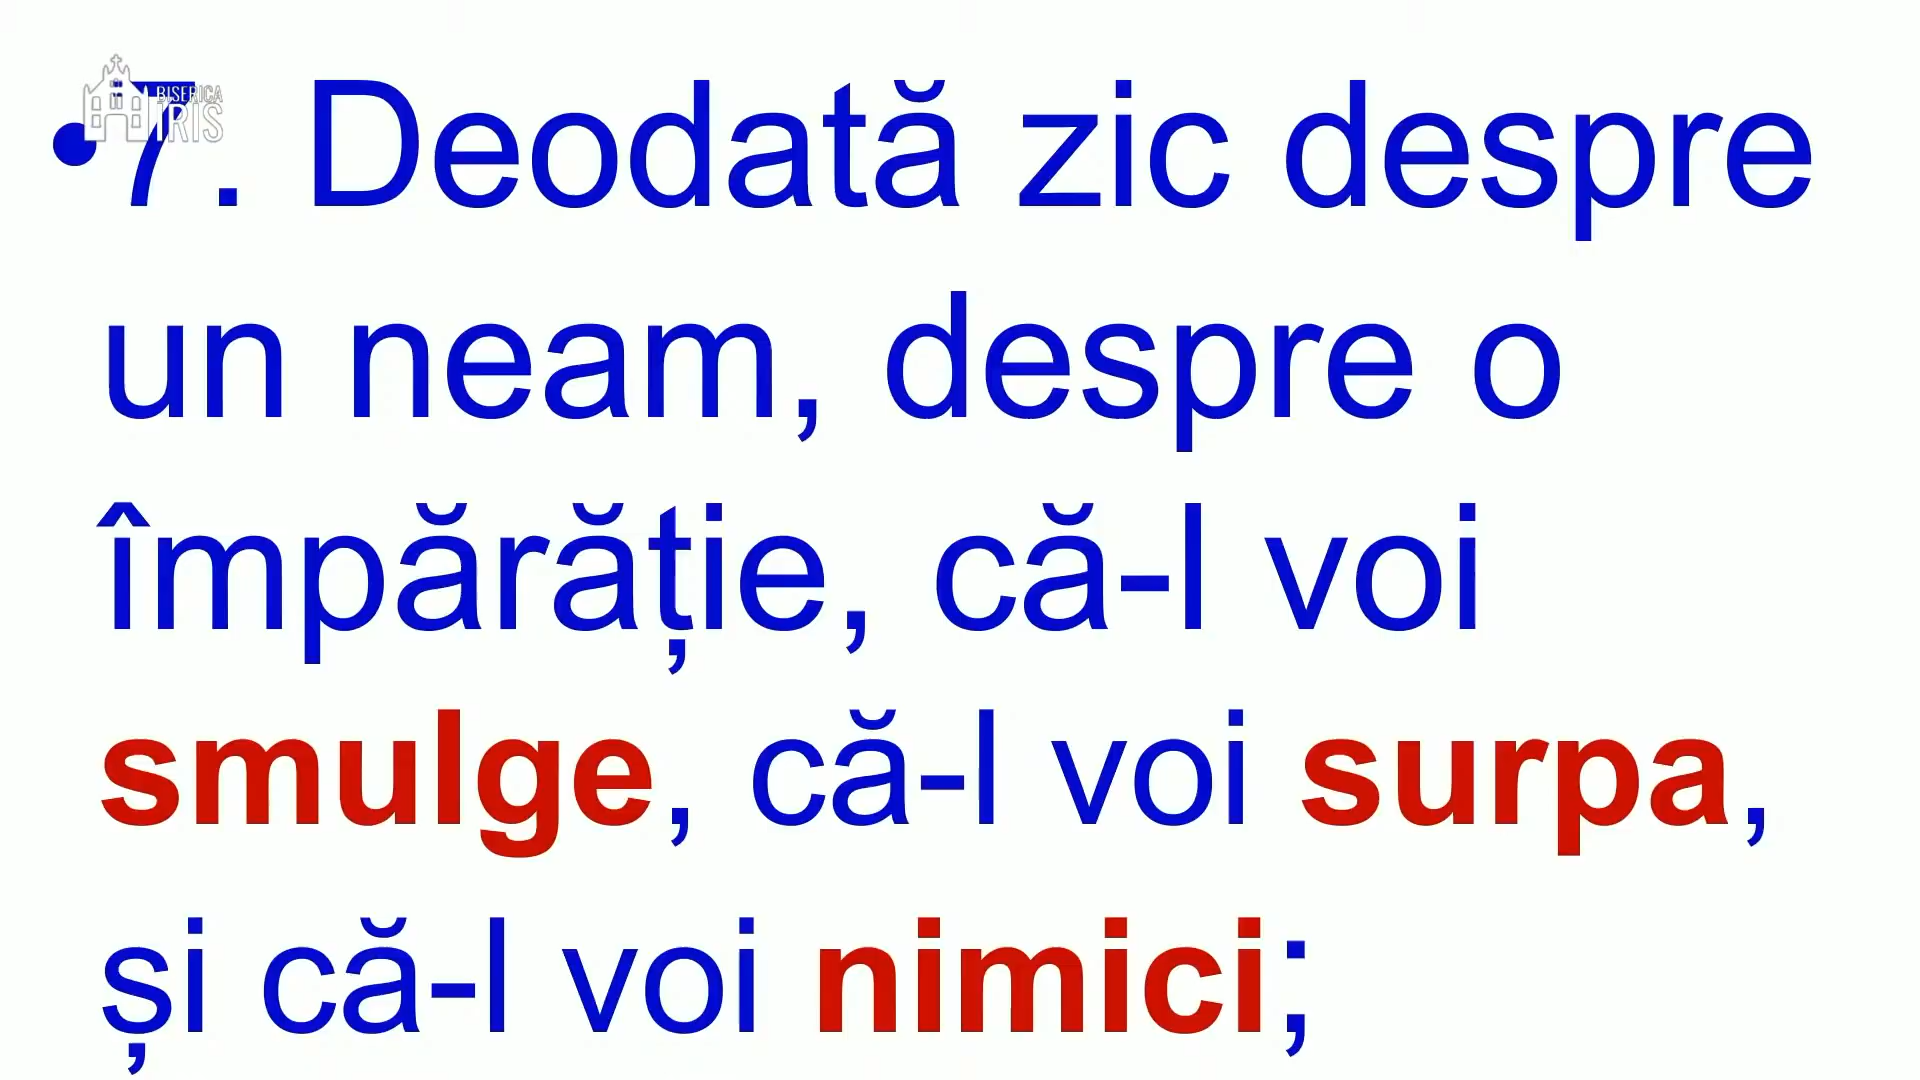 BISERICA
IRIS
•7. Deodată zic despre
un neam, despre o
împărăție, că-l voi
smulge, că-l voi surpa,
și că-l voi nimici;